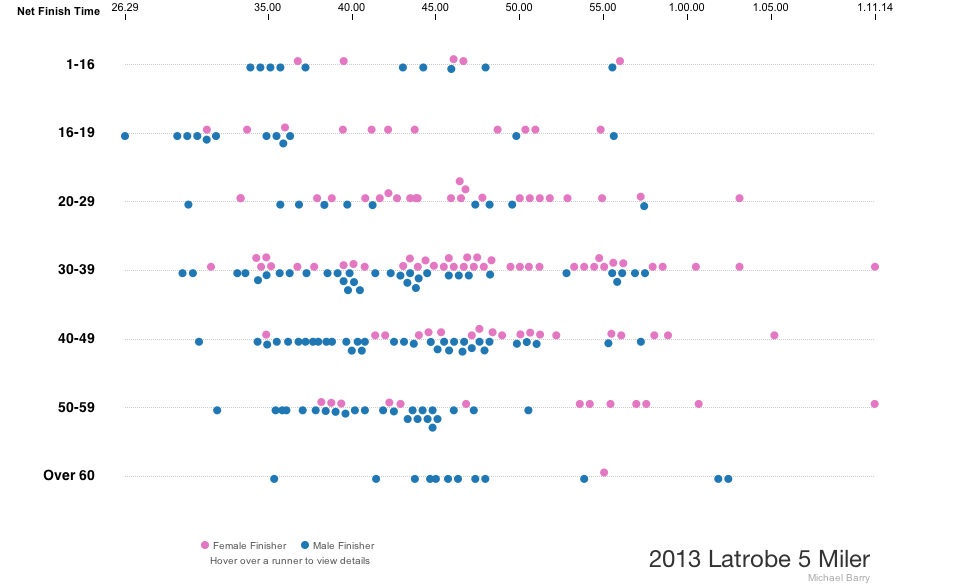 Net Finish Time 26.29 35.00 40.00 45.00 50.00 55.00 1.00.00 1.05.00 1.11.14
1-16
16-19
20-29
30-39
40-49
50-59
Over 60
Female Finisher Male Finisher
Hover over a runner to view details
2013 Latrobe 5 Miler
Michael Barry